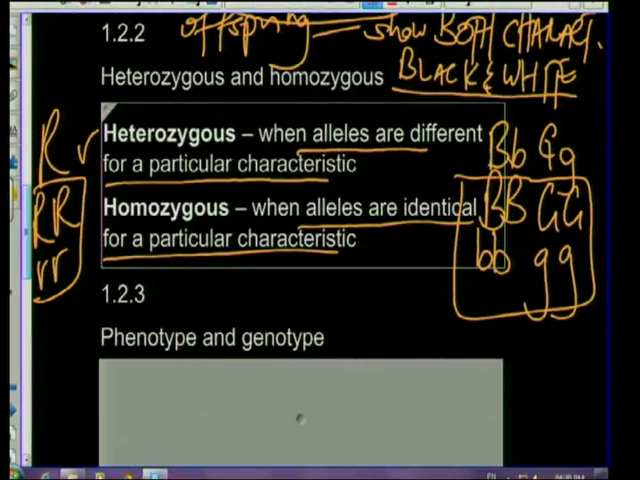 1.2.2 offspring — show BOTH CHARACT.
Heterozygous and homozygous BLACK & WHITE
Rr Heterozygous – when alleles are different Bb Gg
for a particular characteristic
RR Homozygous – when alleles are identical BB GG
rr for a particular characteristic bb gg
1.2.3
Phenotype and genotype